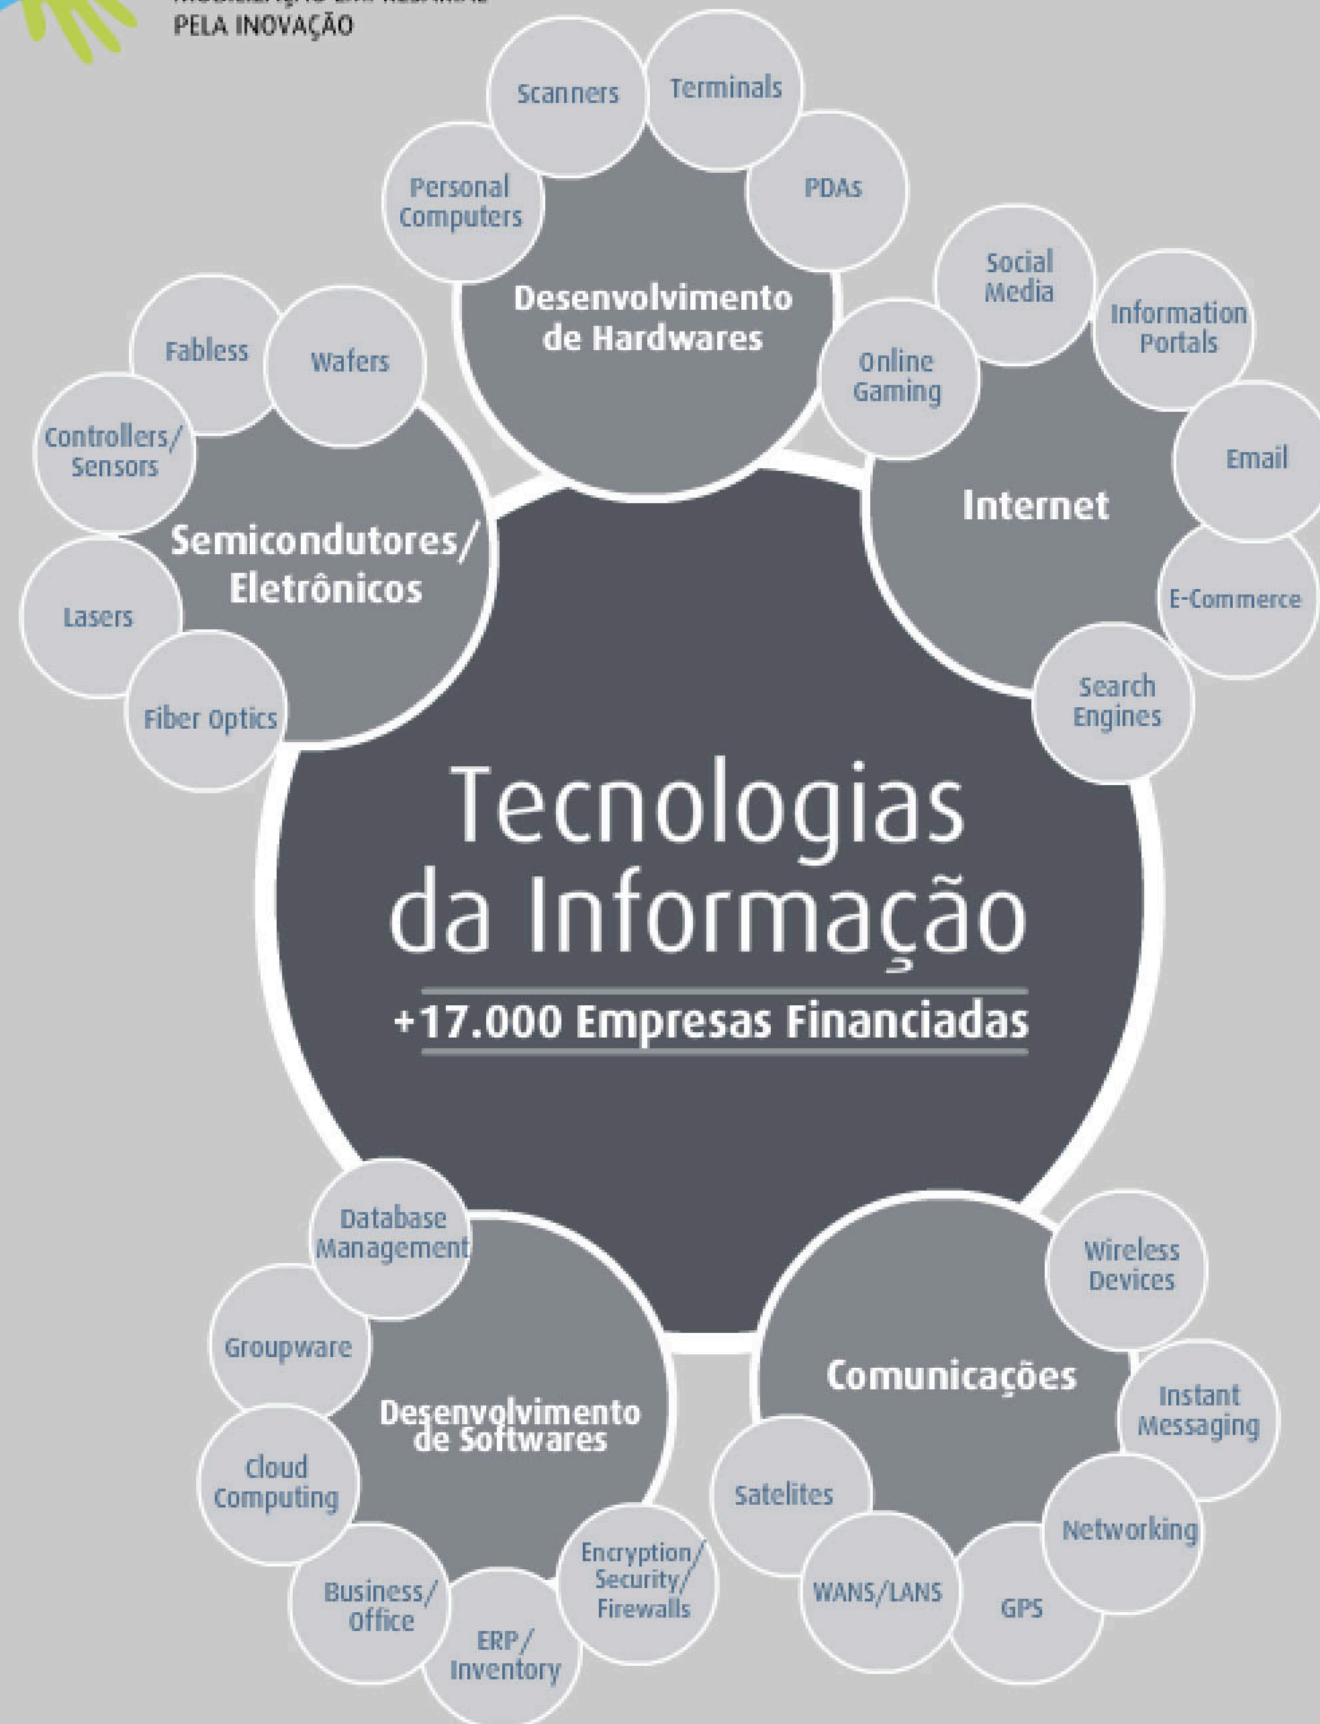 MOBILIZAÇÃO EMPRESARIAL
PELA INOVAÇÃO
Scanners
Terminals
Personal
Computers
PDAs
Desenvolvimento
de Hardwares
Social
Media
Information
Portals
Online
Gaming
Email
E-Commerce
Search
Engines
Internet
Fabless
Wafers
Controllers/
Sensors
Lasers
Fiber Optics
Semicondutores/
Eletrônicos
Tecnologias
da Informação
+17.000 Empresas Financiadas
Database
Management
Groupware
Cloud
Computing
Business/
Office
ERP/
Inventory
Encryption/
Security/
Firewalls
Desenvolvimento
de Softwares
Comunicações
Wireless
Devices
Instant
Messaging
Networking
GPS
WANS/LANS
Satelites